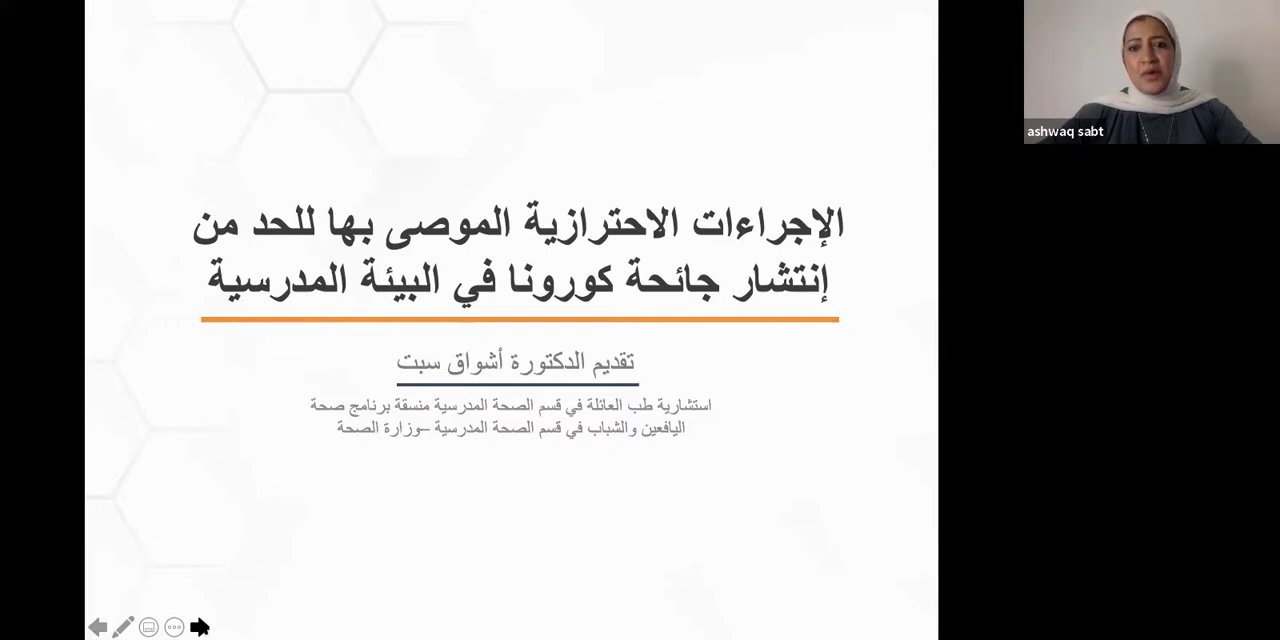 الإجراءات الاحترازية الموصى بها للحد من
إنتشار جائحة كورونا في البيئة المدرسية
تقديم الدكتورة أشواق سبت
استشارية طب العائلة في قسم الصحة المدرسية منسقة برنامج صحة
اليافعين والشباب في قسم الصحة المدرسية –وزارة الصحة
ashwaq sabt